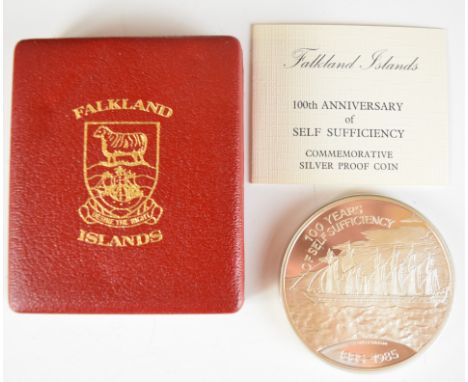 FALKLAND
DESIRE THE RIGHT
ISLANDS
Falkland Islands
100th ANNIVERSARY
of
SELF SUFFICIENCY
COMMEMORATIVE
SILVER PROOF COIN
100 YEARS
OF SELF SUFFICIENCY
1885-1985